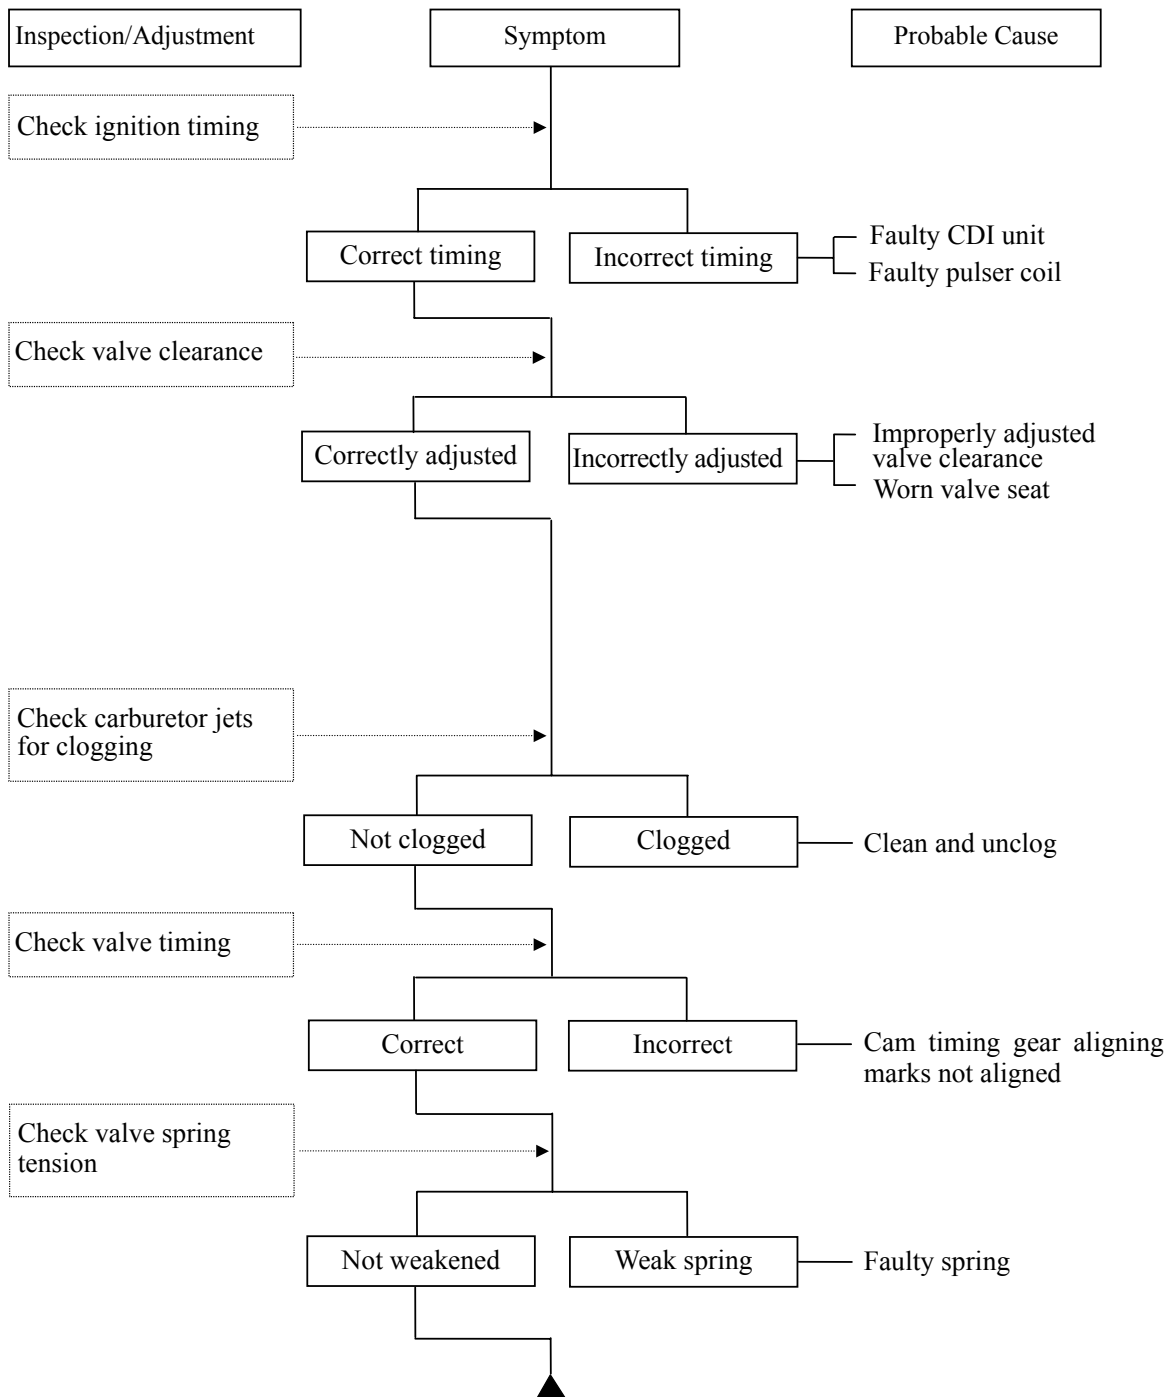 Inspection/Adjustment
Symptom
Probable Cause
Check ignition timing
Correct timing
Incorrect timing
Faulty CDI unit
Faulty pulser coil
Check valve clearance
Correctly adjusted
Incorrectly adjusted
Improperly adjusted
valve clearance
Worn valve seat
Check carburetor jets
for clogging
Not clogged
Clogged
Clean and unclog
Check valve timing
Correct
Incorrect
Cam timing gear aligning
marks not aligned
Check valve spring
tension
Not weakened
Weak spring
Faulty spring